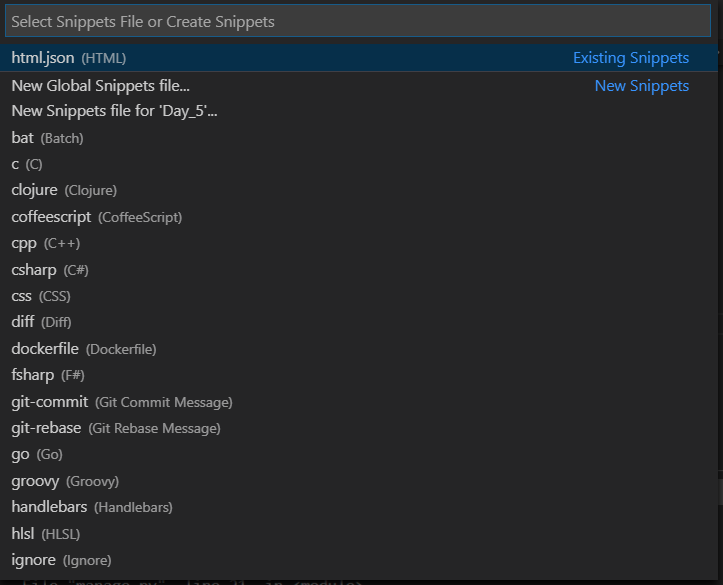 Select Snippets File or Create Snippets
html.json (HTML) Existing Snippets
New Global Snippets file... New Snippets
New Snippets file for 'Day_5'...
bat (Batch)
c (C)
clojure (Clojure)
coffeescript (CoffeeScript)
cpp (C++)
csharp (C#)
css (CSS)
diff (Diff)
dockerfile (Dockerfile)
fsharp (F#)
git-commit (Git Commit Message)
git-rebase (Git Rebase Message)
go (Go)
groovy (Groovy)
handlebars (Handlebars)
hlsl (HLSL)
ignore (Ignore)